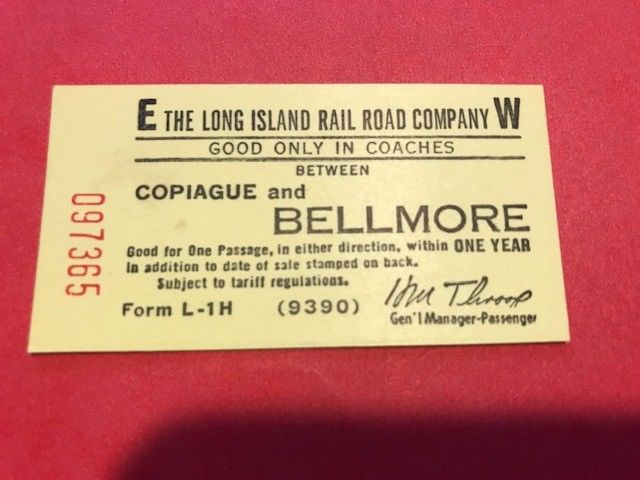 E THE LONG ISLAND RAIL ROAD COMPANY W
GOOD ONLY IN COACHES
BETWEEN
COPIAGUE and
BELLMORE
Good for One Passage, in either direction, within ONE YEAR
in addition to date of sale stamped on back.
Subject to tariff regulations.
Form L-1H (9390)
HM Throop
Gen'l Manager-Passenger
097365